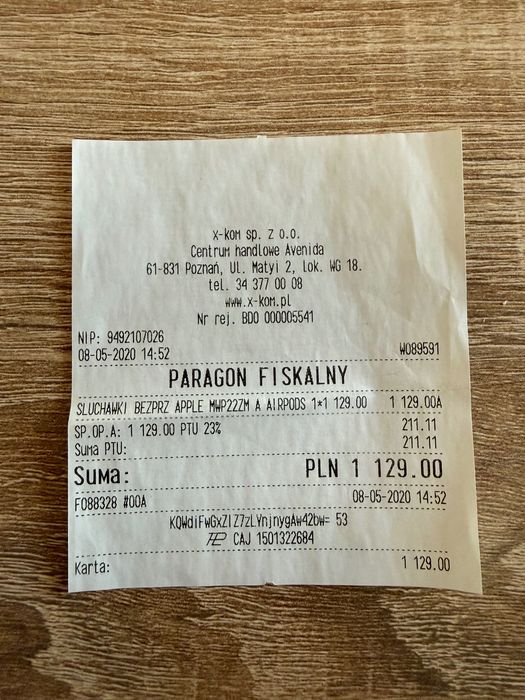 x-kom sp. z o.o.
Centrum handlowe Avenida
61-831 Poznań, Ul. Matyi 2, lok. WG 18.
tel. 34 377 00 08
www.x-kom.pl
Nr rej. BDO 000005541
NIP: 9492107026
08-05-2020 14:52 W089591
PARAGON FISKALNY
SLUCHAWKI BEZPRZ APPLE MWP22ZM A AIRPODS 1*1 129.00 1 129.00A
SP.OP.A: 1 129.00 PTU 23% 211.11
Suma PTU: 211.11
Suma: PLN 1 129.00
F088328 #00A 08-05-2020 14:52
KQWdiFwGxZIZ7zLYnjnygAw42bw= 53
CAJ 1501322684
Karta: 1 129.00